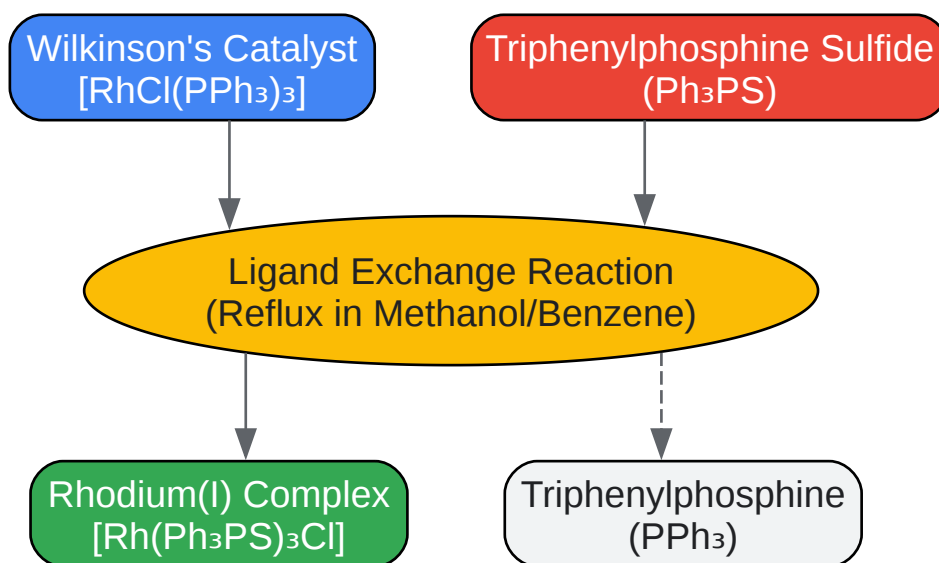 Wilkinson's Catalyst
[RhCl(PPh₃)₃]
Triphenylphosphine Sulfide
(Ph₃PS)
Ligand Exchange Reaction
(Reflux in Methanol/Benzene)
Rhodium(I) Complex
[Rh(Ph₃PS)₃Cl]
Triphenylphosphine
(PPh₃)